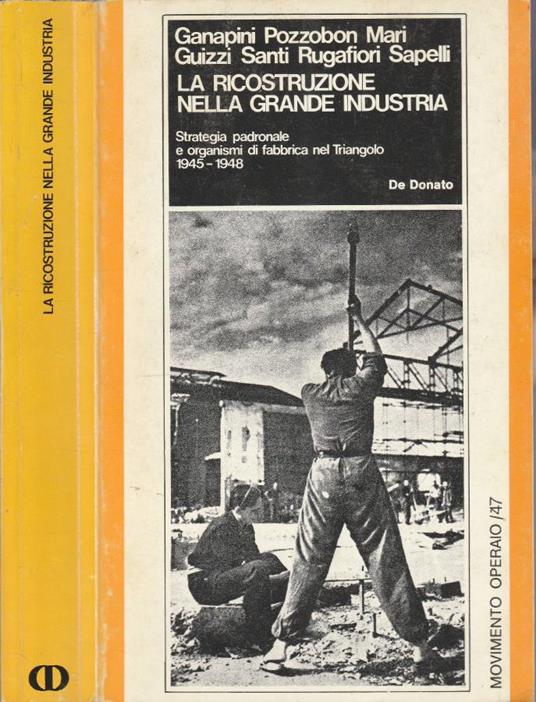 LA RICOSTRUZIONE NELLA GRANDE INDUSTRIA
Ganapini Pozzobon Mari
Guizzi Santi Rugafiori Sapelli
LA RICOSTRUZIONE
NELLA GRANDE INDUSTRIA
Strategia padronale
e organismi di fabbrica nel Triangolo
1945-1948
De Donato
MOVIMENTO OPERAIO/47